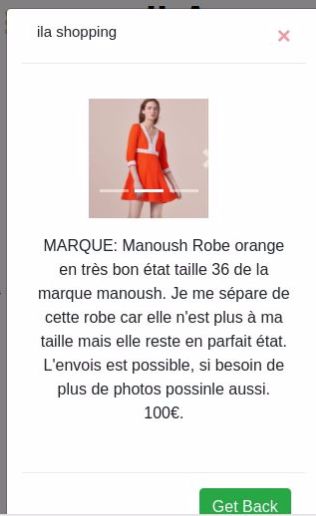 ila shopping
×
MARQUE: Manoush Robe orange
en très bon état taille 36 de la
marque manoush. Je me sépare de
cette robe car elle n'est plus à ma
taille mais elle reste en parfait état.
L'envois est possible, si besoin de
plus de photos possinle aussi.
100€.
Get Back